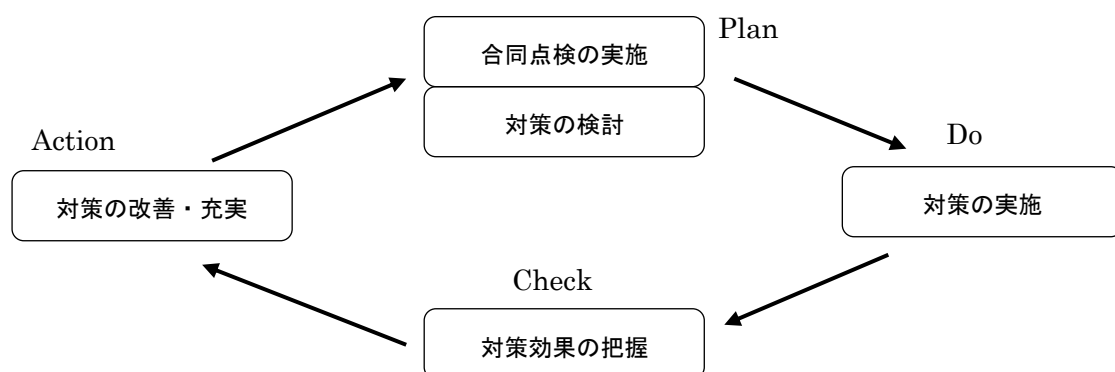 Plan
合同点検の実施
対策の検討
Do
対策の実施
Check
対策効果の把握
Action
対策の改善・充実